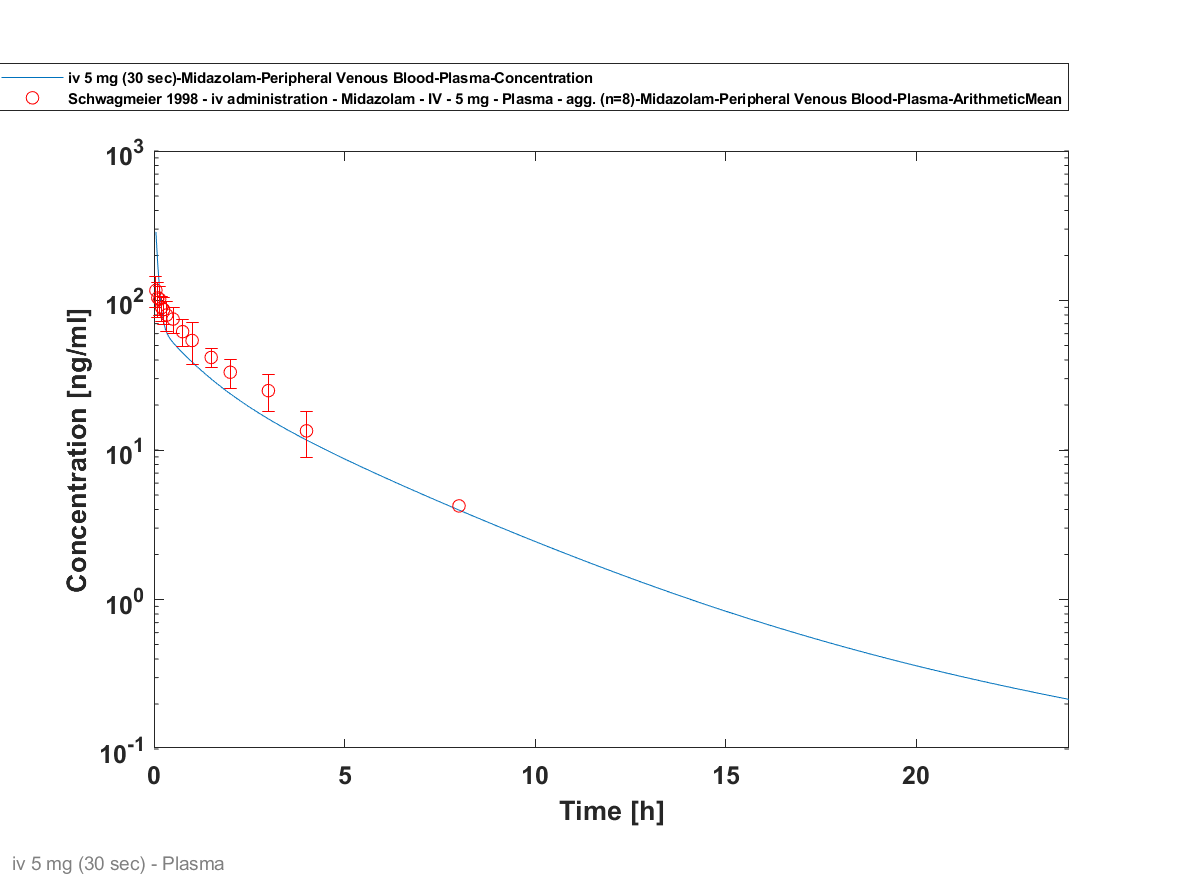 iv 5 mg (30 sec)-Midazolam-Peripheral Venous Blood-Plasma-Concentration
Schwagmeier 1998 - iv administration - Midazolam - IV - 5 mg - Plasma - agg. (n=8)-Midazolam-Peripheral Venous Blood-Plasma-ArithmeticMean
10^3
10^2
10^1
10^0
10^-1
Concentration [ng/ml]
0 5 10 15 20
Time [h]
iv 5 mg (30 sec) - Plasma